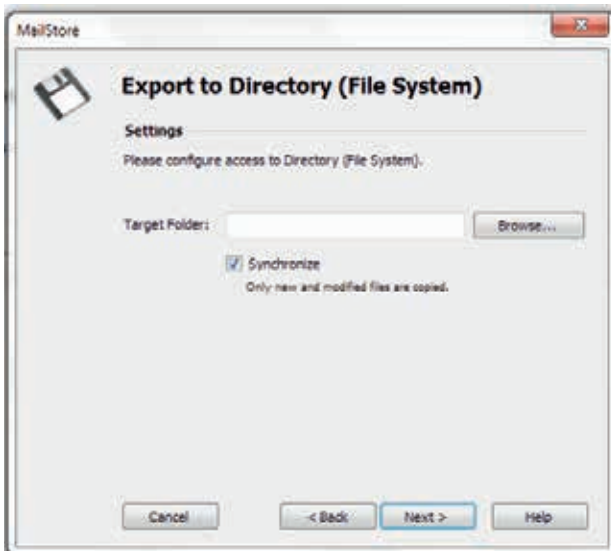 MailStore
Export to Directory (File System)
Settings
Please configure access to Directory (File System).
Target Folder:
Browse...
Synchronize
Only new and modified files are copied.
Cancel
< Back
Next >
Help